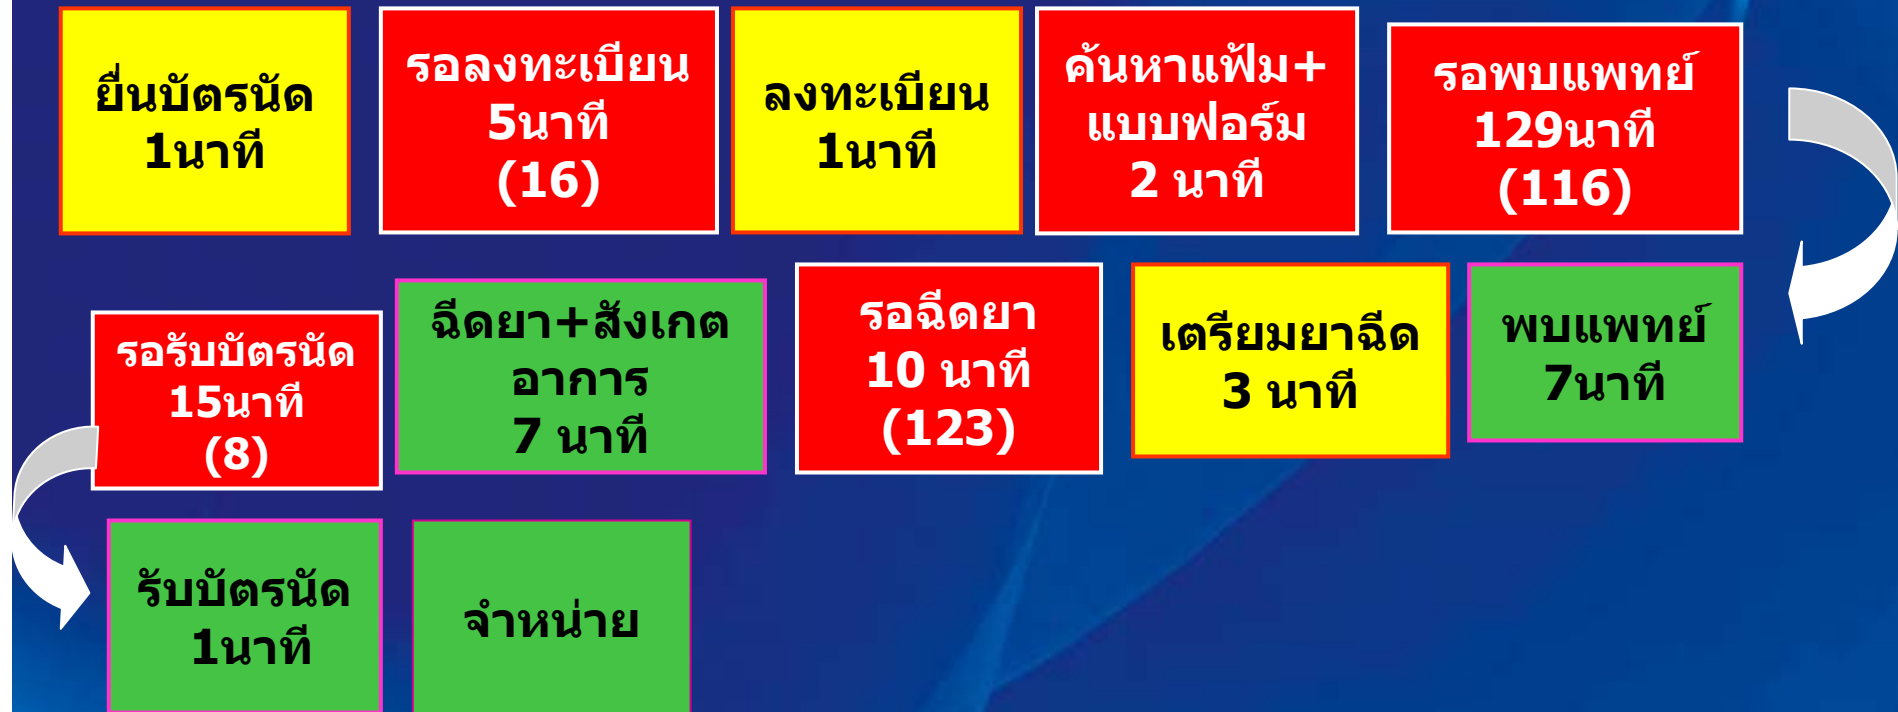 ยื่นบัตรนัด
1นาที
รอลงทะเบียน
5นาที
(16)
ลงทะเบียน
1นาที
ค้นหาแฟ้ม+
แบบฟอร์ม
2 นาที
รอพบแพทย์
129นาที
(116)
พบแพทย์
7นาที
เตรียมยาฉีด
3 นาที
รอฉีดยา
10 นาที
(123)
ฉีดยา+สังเกต
อาการ
7 นาที
รอรับบัตรนัด
15นาที
(8)
รับบัตรนัด
1นาที
จำหน่าย